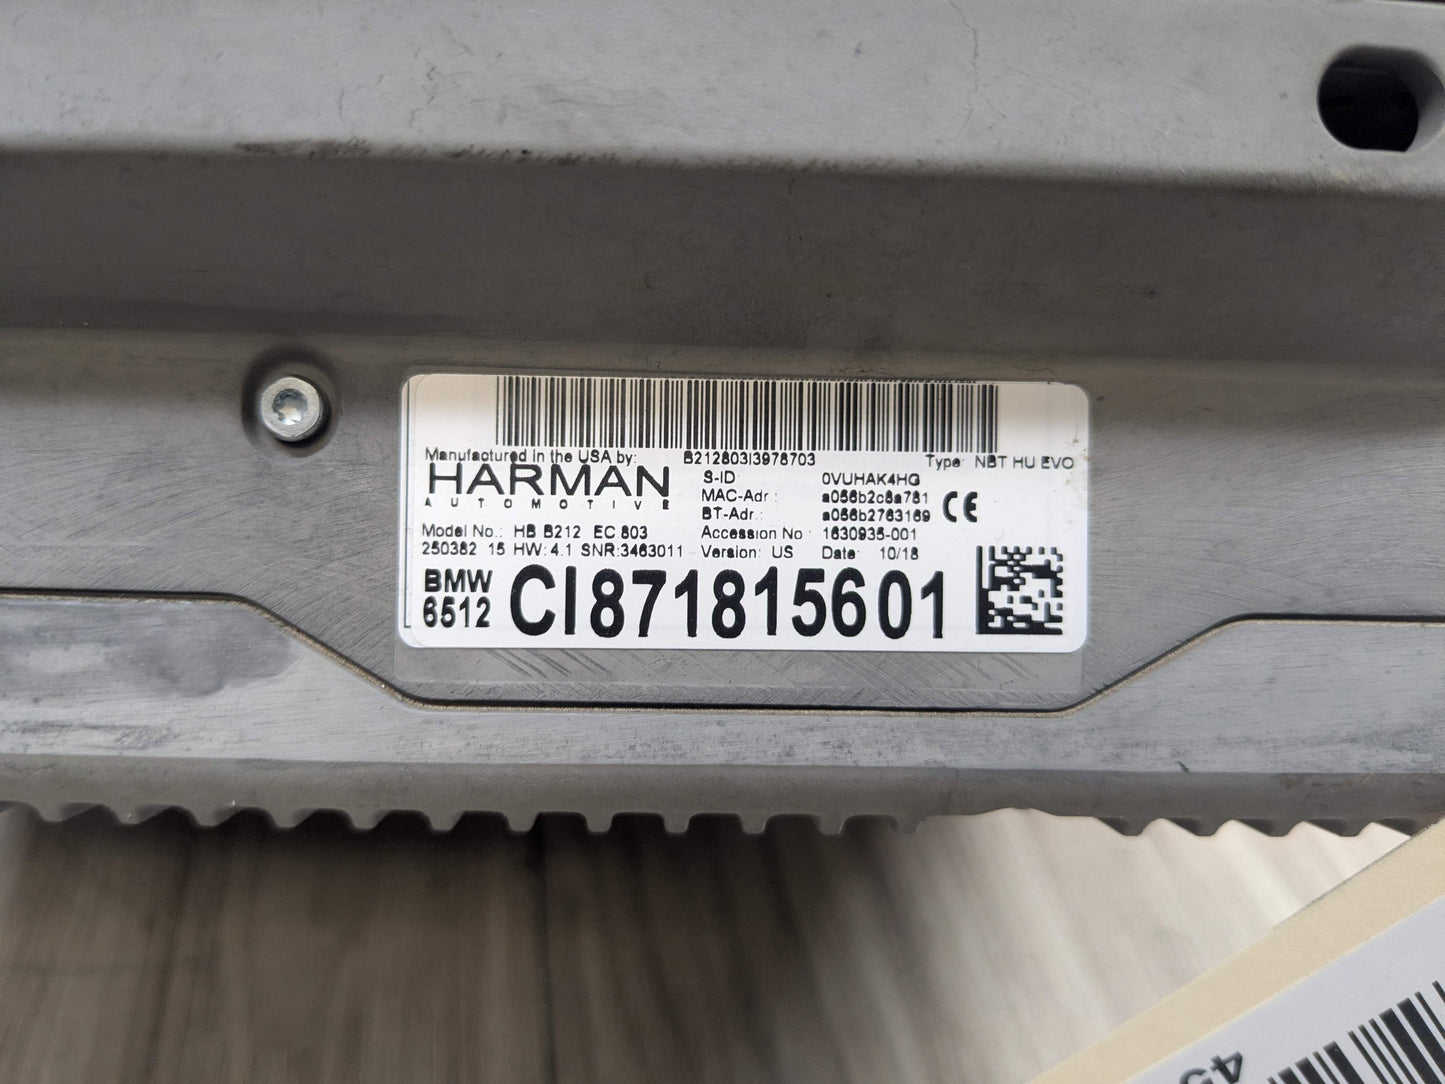 Manufactured in the USA by: B212803I3978703 Type: NBT HU EVO
HARMAN
AUTOMOTIVE
S-ID 0VUHAK4HG
MAC-Adr : a056b2c8a781
BT-Adr.: a056b2763169 CE
Model No.: HB B212 EC 803 Accession No : 1630935-001
250382 15 HW: 4.1 SNR:3463011 Version: US Date: 10/18
BMW
6512 CI871815601